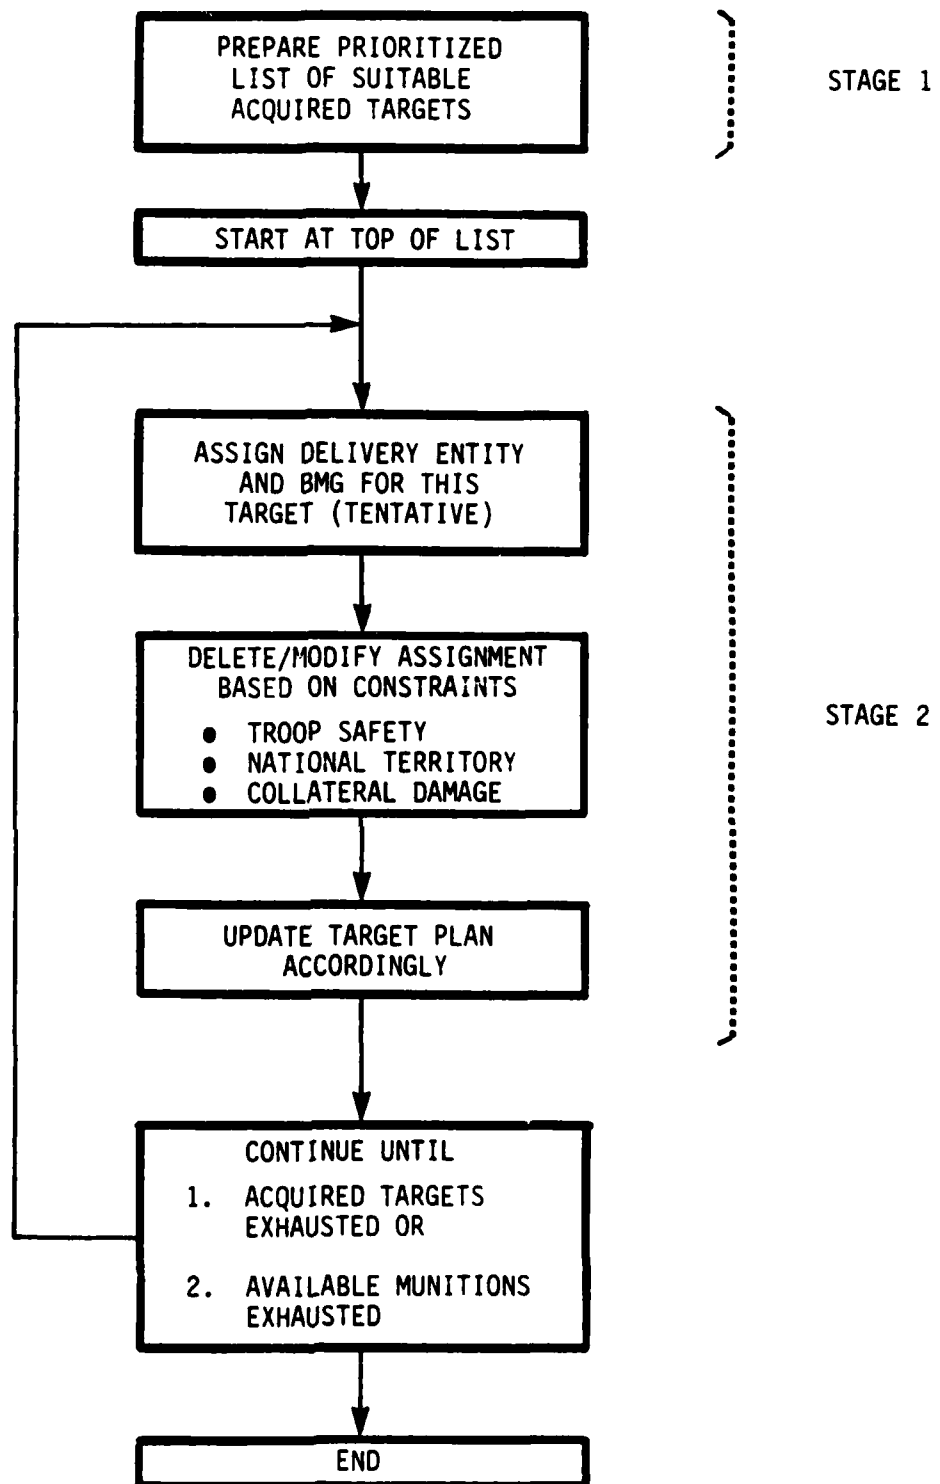 PREPARE PRIORITIZED
LIST OF SUITABLE
ACQUIRED TARGETS
STAGE 1
START AT TOP OF LIST
ASSIGN DELIVERY ENTITY
AND BMG FOR THIS
TARGET (TENTATIVE)
DELETE/MODIFY ASSIGNMENT
BASED ON CONSTRAINTS
● TROOP SAFETY
● NATIONAL TERRITORY
● COLLATERAL DAMAGE
STAGE 2
UPDATE TARGET PLAN
ACCORDINGLY
CONTINUE UNTIL
1. ACQUIRED TARGETS
EXHAUSTED OR
2. AVAILABLE MUNITIONS
EXHAUSTED
END